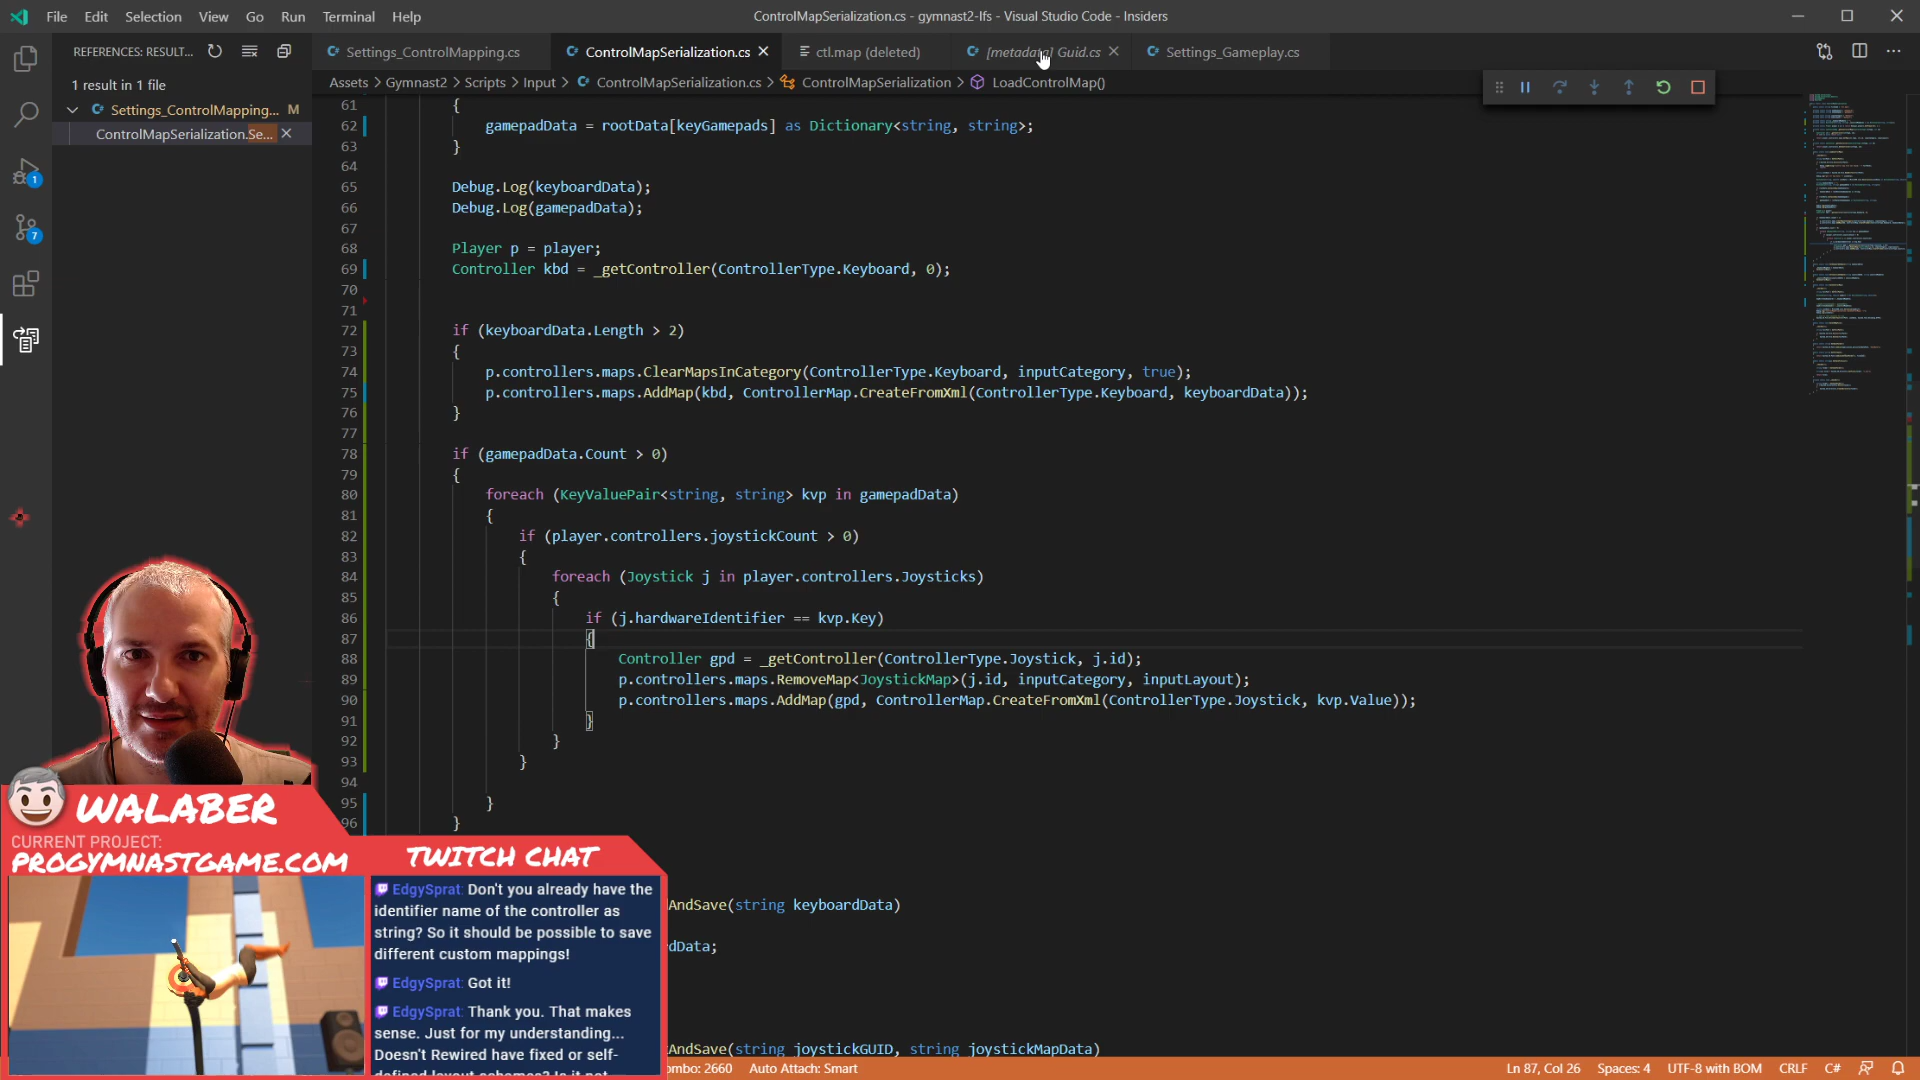 File Edit Selection View Go Run Terminal Help
ControlMapSerialization.cs - gymnast2-lfs - Visual Studio Code - Insiders
REFERENCES: RESULT...
Settings_ControlMapping.cs ControlMapSerialization.cs ctl.map (deleted) [metadata] Guid.cs Settings_Gameplay.cs
1 result in 1 file
Assets > Gymnast2 > Scripts > Input > ControlMapSerialization.cs > ControlMapSerialization > LoadControlMap()
Settings_ControlMapping... M
ControlMapSerialization.Se...
1
7
61 {
62 gamepadData = rootData[keyGamepads] as Dictionary<string, string>;
63 }
64
65 Debug.Log(keyboardData);
66 Debug.Log(gamepadData);
67
68 Player p = player;
69 Controller kbd = _getController(ControllerType.Keyboard, 0);
70
71
72 if (keyboardData.Length > 2)
73 {
74 p.controllers.maps.ClearMapsInCategory(ControllerType.Keyboard, inputCategory, true);
75 p.controllers.maps.AddMap(kbd, ControllerMap.CreateFromXml(ControllerType.Keyboard, keyboardData));
76 }
77
78 if (gamepadData.Count > 0)
79 {
80 foreach (KeyValuePair<string, string> kvp in gamepadData)
81 {
82 if (player.controllers.joystickCount > 0)
83 {
84 foreach (Joystick j in player.controllers.Joysticks)
85 {
86 if (j.hardwareIdentifier == kvp.Key)
87 {
88 Controller gpd = _getController(ControllerType.Joystick, j.id);
89 p.controllers.maps.RemoveMap<JoystickMap>(j.id, inputCategory, inputLayout);
90 p.controllers.maps.AddMap(gpd, ControllerMap.CreateFromXml(ControllerType.Joystick, kvp.Value));
91 }
92 }
93 }
94
95 }
96 }
AndSave(string keyboardData)
dData;
AndSave(string joystickGUID, string joystickMapData)
WALABER
CURRENT PROJECT:
PROGYMNASTGAME.COM
TWITCH CHAT
EdgySprat: Don't you already have the
identifier name of the controller as
string? So it should be possible to save
different custom mappings!
EdgySprat: Got it!
EdgySprat: Thank you. That makes
sense. Just for my understanding...
Doesn't Rewired have fixed or self-
defined layout schemes? Is it not
ombo: 2660 Auto Attach: Smart Ln 87, Col 26 Spaces: 4 UTF-8 with BOM CRLF C#